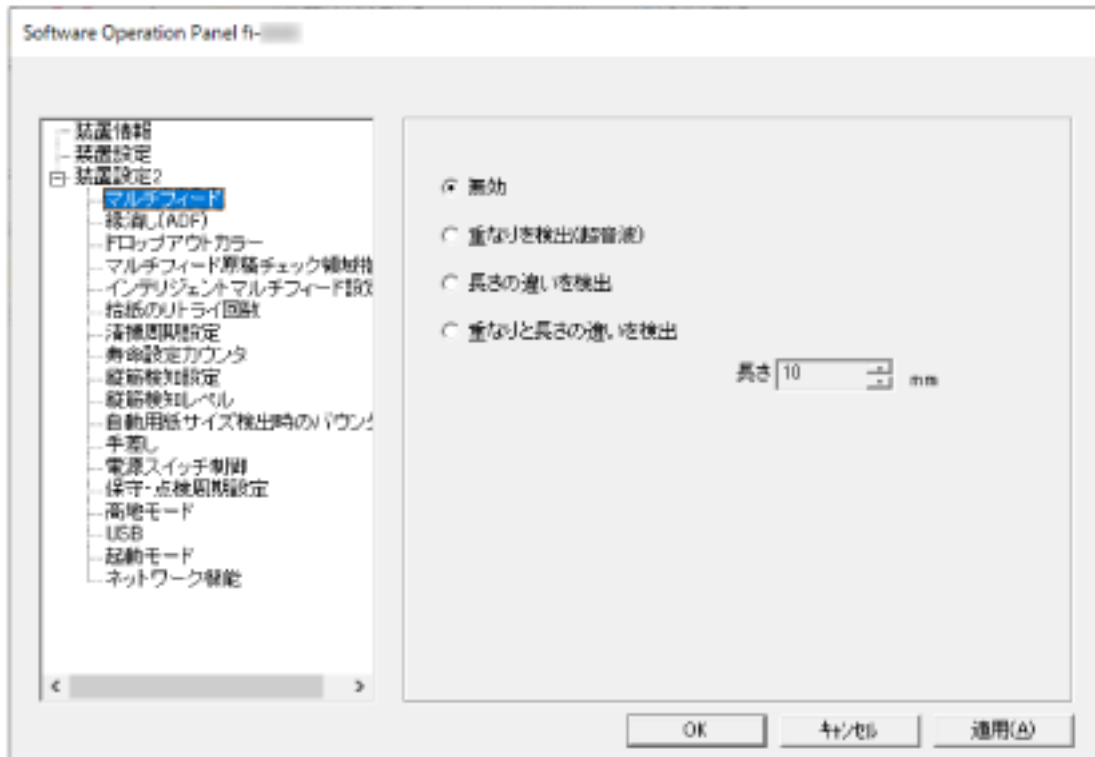 Software Operation Panel fi-
装置情報
装置設定
装置設定2
マルチフィード
縁消し(ADF)
ドロップアウトカラー
マルチフィード原稿チェック領域指
インテリジェントマルチフィード設定
給紙のリトライ回数
清掃周期設定
寿命設定カウンタ
縦筋検知設定
縦筋検知レベル
自動用紙サイズ検出時のバウンダ
手差し
電源スイッチ制御
保守・点検周期設定
高地モード
USB
起動モード
ネットワーク機能
無効
重なりを検出(超音波)
長さの違いを検出
重なりと長さの違いを検出
長さ 10 mm
OK キャンセル 適用(A)